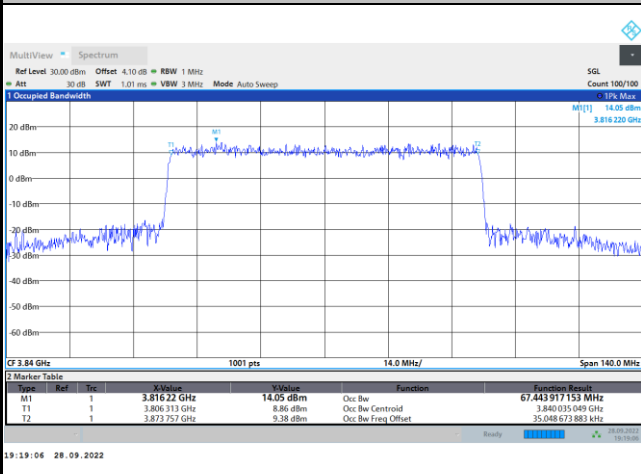 MultiView Spectrum
Ref Level 30.00 dBm Offset 4.10 dB RBW 1 MHz SGL
Att 30 dB SWT 1.01 ms VBW 3 MHz Mode Auto Sweep Count 100/100
1 Occupied Bandwidth 1Pk Max
M1[1] 14.05 dBm
3.816 220 GHz
20 dBm
M1
T1 T2
10 dBm
0 dBm
-10 dBm
-20 dBm
-30 dBm
-40 dBm
-50 dBm
-60 dBm
CF 3.84 GHz 1001 pts 14.0 MHz/ Span 140.0 MHz
2 Marker Table
Type Ref Trc X-Value Y-Value Function Function Result
M1 1 3.816 22 GHz 14.05 dBm Occ Bw 67.443 917 153 MHz
T1 1 3.806 313 GHz 8.86 dBm Occ Bw Centroid 3.840 035 049 GHz
T2 1 3.873 757 GHz 9.38 dBm Occ Bw Freq Offset 35.048 673 883 kHz
Ready 28.09.2022
19:19:06
19:19:06 28.09.2022